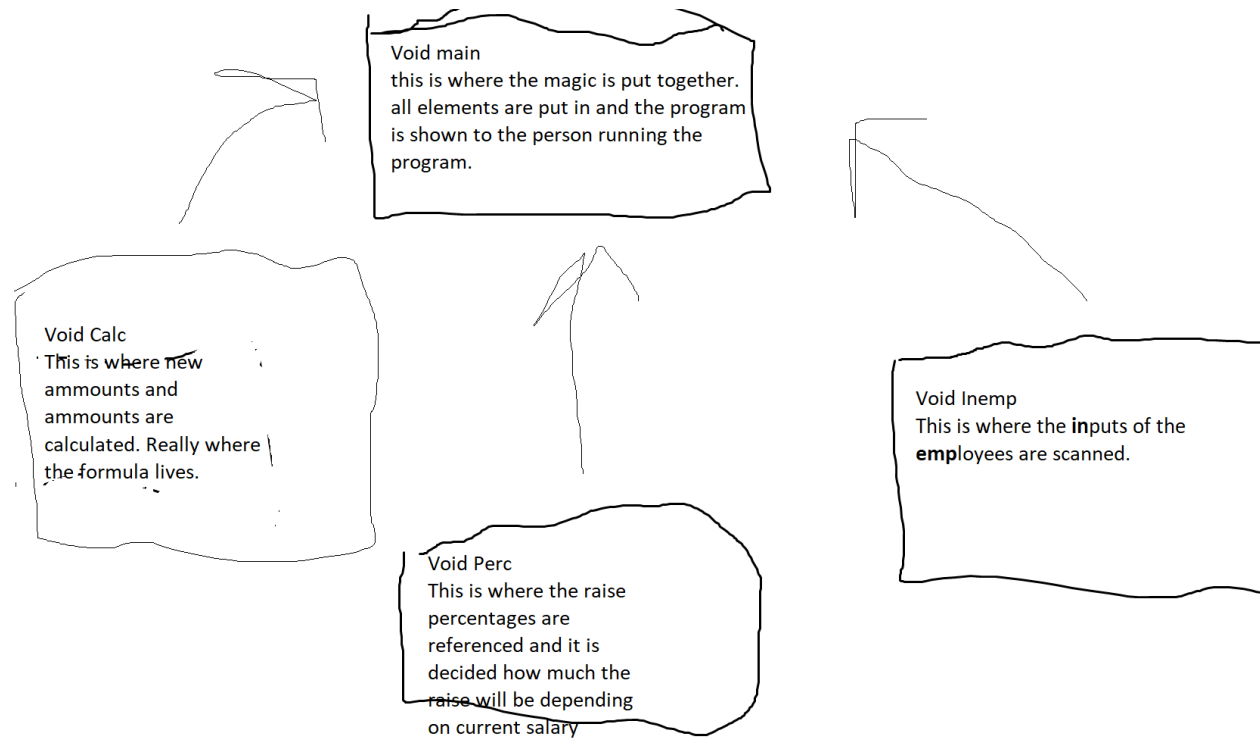 Void main
this is where the magic is put together.
all elements are put in and the program
is shown to the person running the
program.
Void Calc
This is where new
ammounts and
ammounts are
calculated. Really where
the formula lives.
Void Inemp
This is where the inputs of the
employees are scanned.
Void Perc
This is where the raise
percentages are
referenced and it is
decided how much the
raise will be depending
on current salary